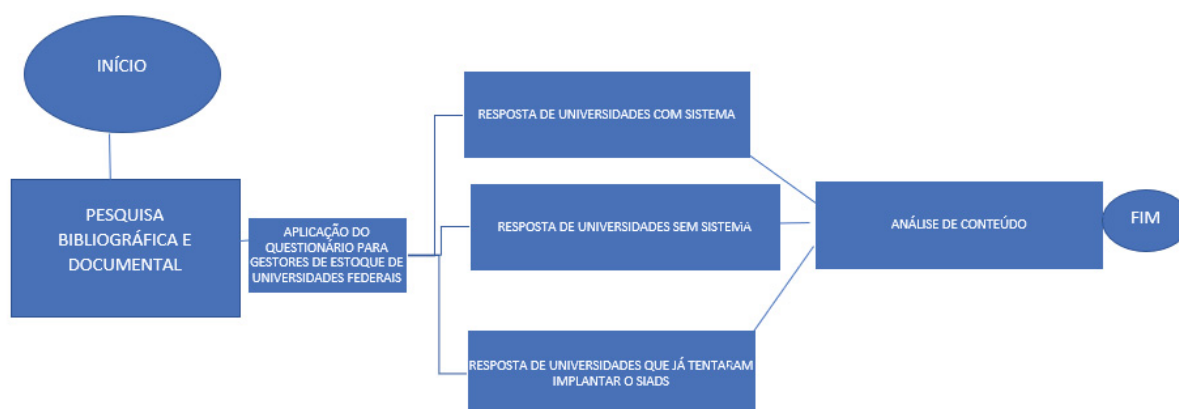 INÍCIO
PESQUISA
BIBLIOGRÁFICA E
DOCUMENTAL
APLICAÇÃO DO
QUESTIONÁRIO PARA
GESTORES DE ESTOQUE DE
UNIVERSIDADES FEDERAIS
RESPOSTA DE UNIVERSIDADES COM SISTEMA
RESPOSTA DE UNIVERSIDADES SEM SISTEMA
RESPOSTA DE UNIVERSIDADES QUE JÁ TENTARAM
IMPLANTAR O SIADS
ANÁLISE DE CONTEÚDO
FIM